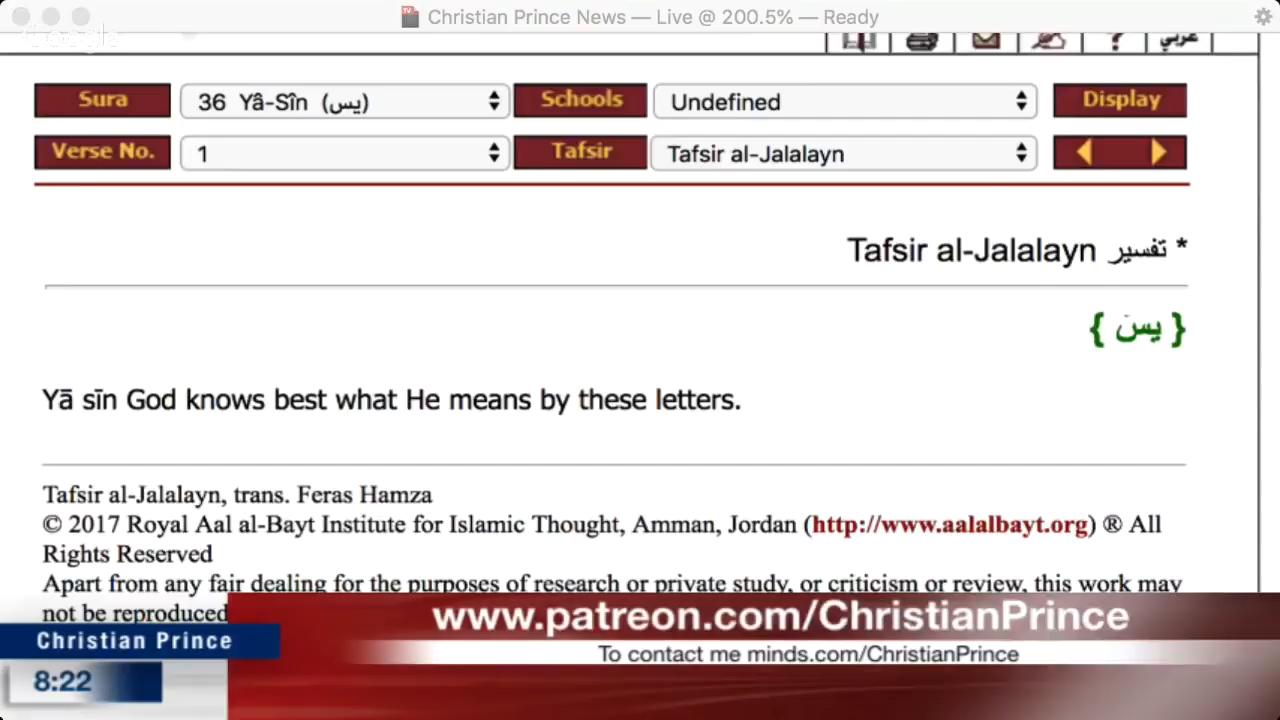 Christian Prince News — Live @ 200.5% — Ready
Google
? عربي
Sura 36 Yâ-Sîn (يس) Schools Undefined Display
Verse No. 1 Tafsir Tafsir al-Jalalayn
* تفسير Tafsir al-Jalalayn
{ يسۤ }
Yā sīn God knows best what He means by these letters.
Tafsir al-Jalalayn, trans. Feras Hamza
© 2017 Royal Aal al-Bayt Institute for Islamic Thought, Amman, Jordan (http://www.aalalbayt.org) ® All
Rights Reserved
Apart from any fair dealing for the purposes of research or private study, or criticism or review, this work may
not be reproduced
www.patreon.com/ChristianPrince
Christian Prince
To contact me minds.com/ChristianPrince
8:22